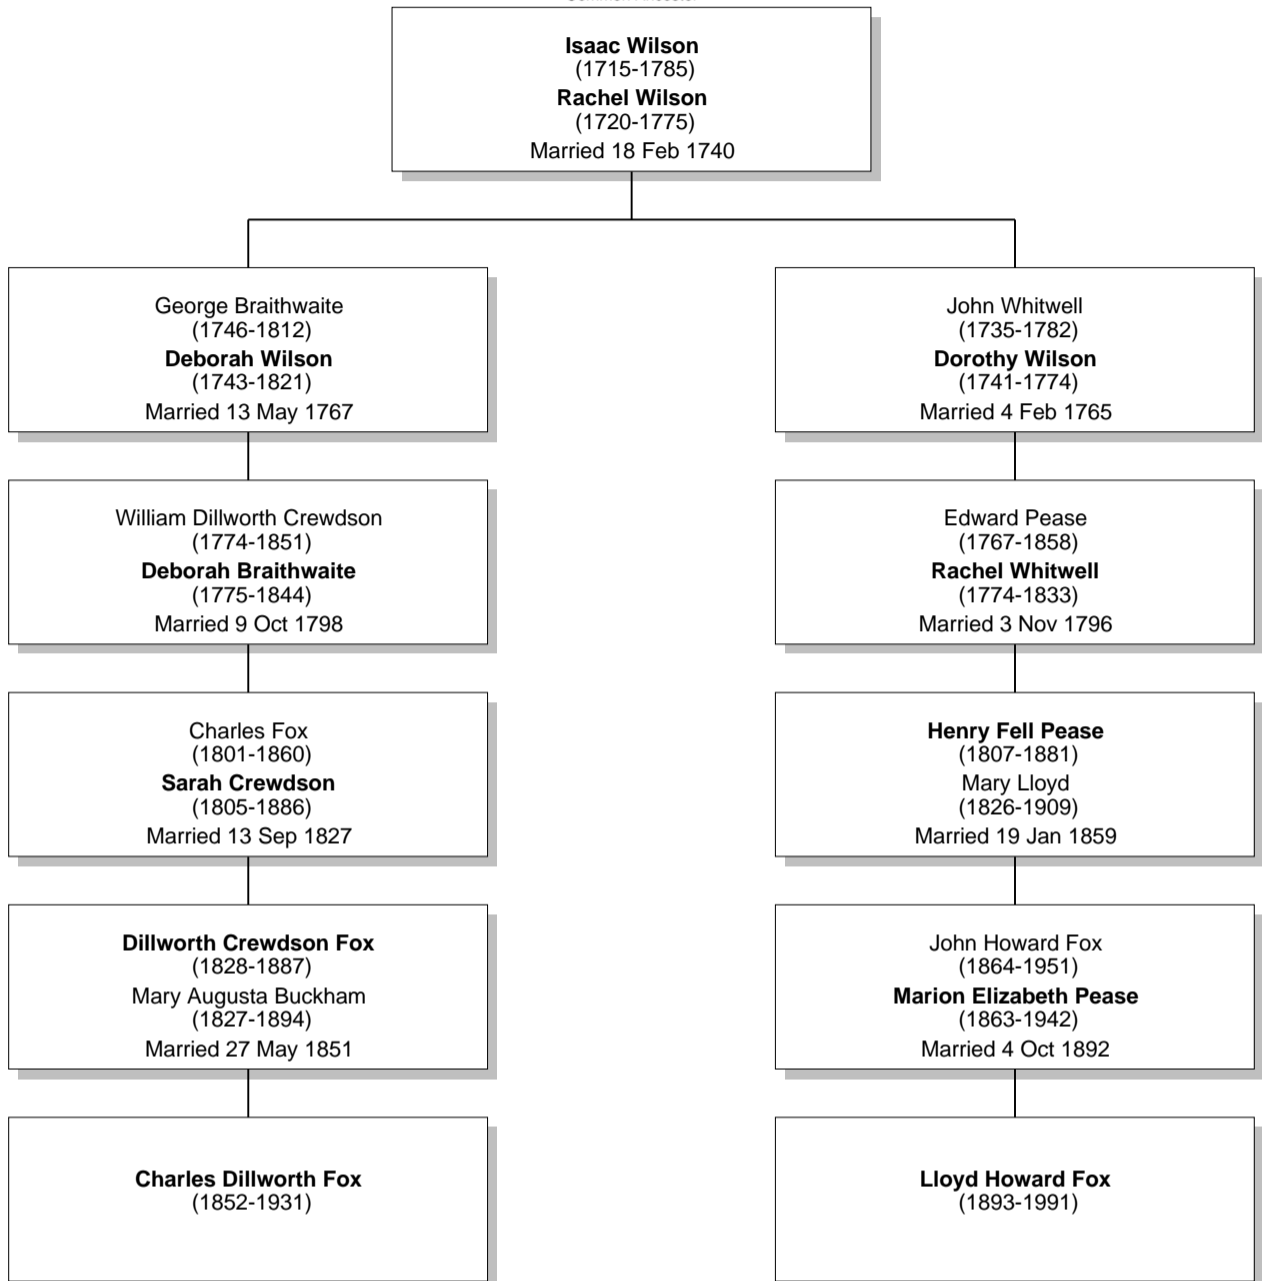 Isaac Wilson
(1715-1785)
Rachel Wilson
(1720-1775)
Married 18 Feb 1740
George Braithwaite
(1746-1812)
Deborah Wilson
(1743-1821)
Married 13 May 1767
John Whitwell
(1735-1782)
Dorothy Wilson
(1741-1774)
Married 4 Feb 1765
William Dillworth Crewdson
(1774-1851)
Deborah Braithwaite
(1775-1844)
Married 9 Oct 1798
Edward Pease
(1767-1858)
Rachel Whitwell
(1774-1833)
Married 3 Nov 1796
Charles Fox
(1801-1860)
Sarah Crewdson
(1805-1886)
Married 13 Sep 1827
Henry Fell Pease
(1807-1881)
Mary Lloyd
(1826-1909)
Married 19 Jan 1859
Dillworth Crewdson Fox
(1828-1887)
Mary Augusta Buckham
(1827-1894)
Married 27 May 1851
John Howard Fox
(1864-1951)
Marion Elizabeth Pease
(1863-1942)
Married 4 Oct 1892
Charles Dillworth Fox
(1852-1931)
Lloyd Howard Fox
(1893-1991)